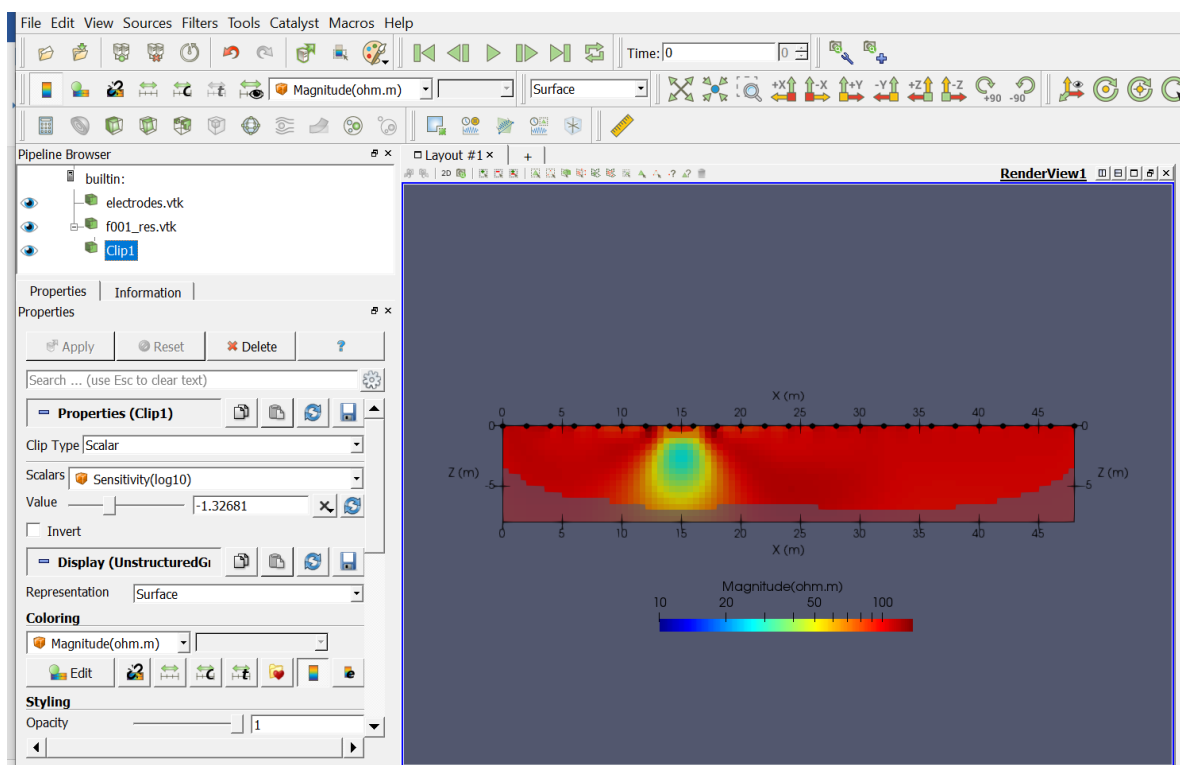 File Edit View Sources Filters Tools Catalyst Macros Help
Time: 0 0
Magnitude(ohm.m) Surface +X -X +Y -Y +Z -Z +90 -90
Pipeline Browser
Layout #1 +
builtin:
2D
RenderView1
electrodes.vtk
f001_res.vtk
Clip1
Properties Information
Properties
Apply Reset Delete ?
Search ... (use Esc to clear text)
Properties (Clip1)
Clip Type Scalar
Scalars Sensitivity(log10)
Value -1.32681
Invert
Display (UnstructuredGr
Representation Surface
Coloring
Magnitude(ohm.m)
Edit
Styling
Opacity 1
X (m)
0 5 10 15 20 25 30 35 40 45
0 0
Z (m) -5 -5 Z (m)
0 5 10 15 20 25 30 35 40 45
X (m)
Magnitude(ohm.m)
10 20 50 100